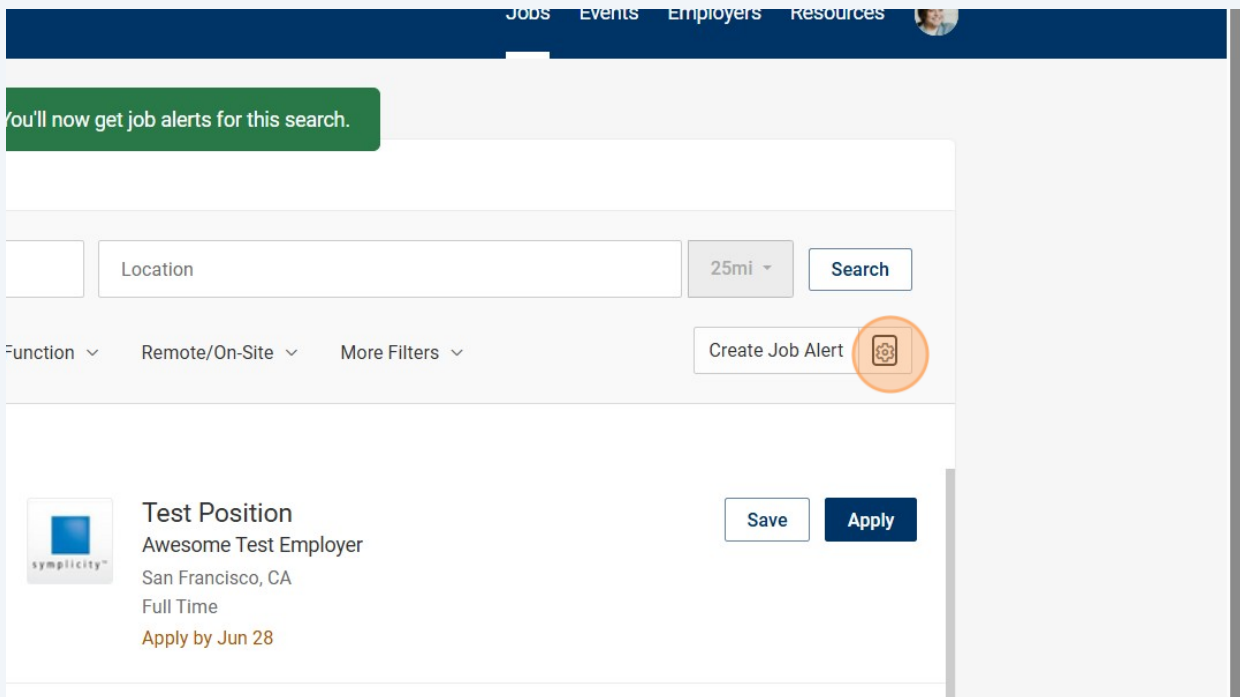 Jobs Events Employers Resources
You'll now get job alerts for this search.
Location
25mi
Search
Function
Remote/On-Site
More Filters
Create Job Alert
Test Position
Awesome Test Employer
San Francisco, CA
Full Time
Apply by Jun 28
symplicity™
Save
Apply